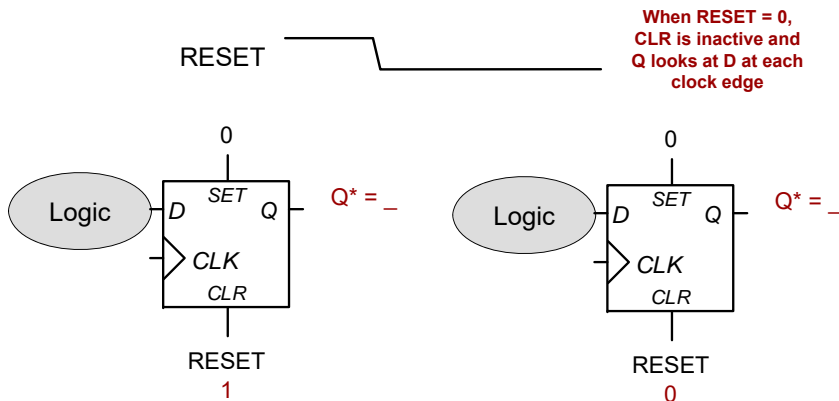 When RESET = 0,
CLR is inactive and
Q looks at D at each
clock edge
RESET
0
SET
Logic
D
Q
Q* = _
CLK
CLR
RESET
1
0
SET
Logic
D
Q
Q* = _
CLK
CLR
RESET
0